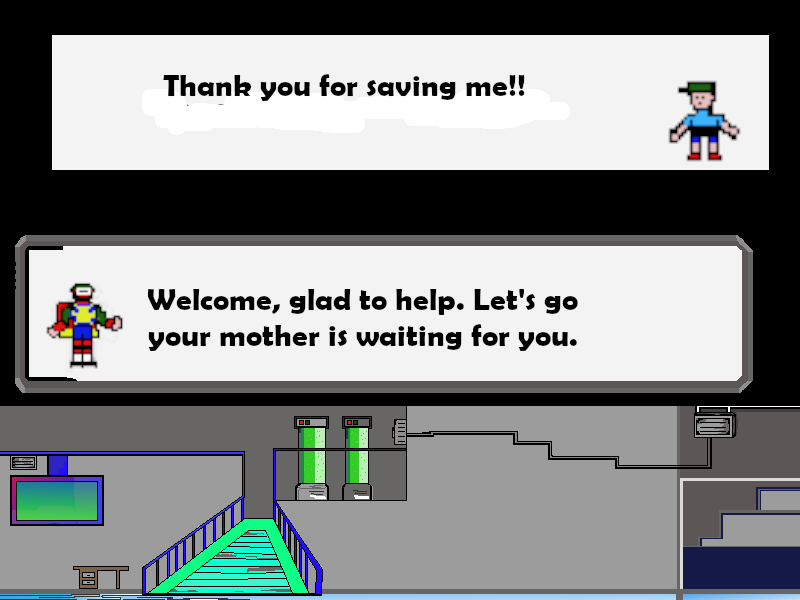 Thank you for saving me!!
Welcome, glad to help. Let's go
your mother is waiting for you.